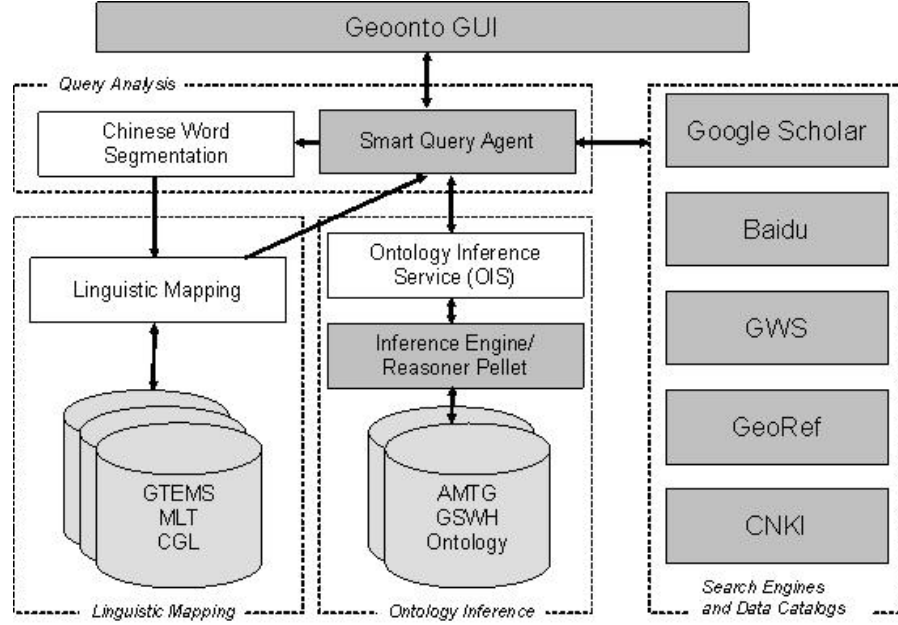 Geoonto GUI
Query Analysis
Chinese Word
Segmentation
Smart Query Agent
Linguistic Mapping
Ontology Inference
Service (OIS)
Inference Engine/
Reasoner Pellet
GTEMS
MLT
CGL
AMTG
GSWH
Ontology
Linguistic Mapping
Ontology Inference
Google Scholar
Baidu
GWS
GeoRef
CNKI
Search Engines
and Data Catalogs